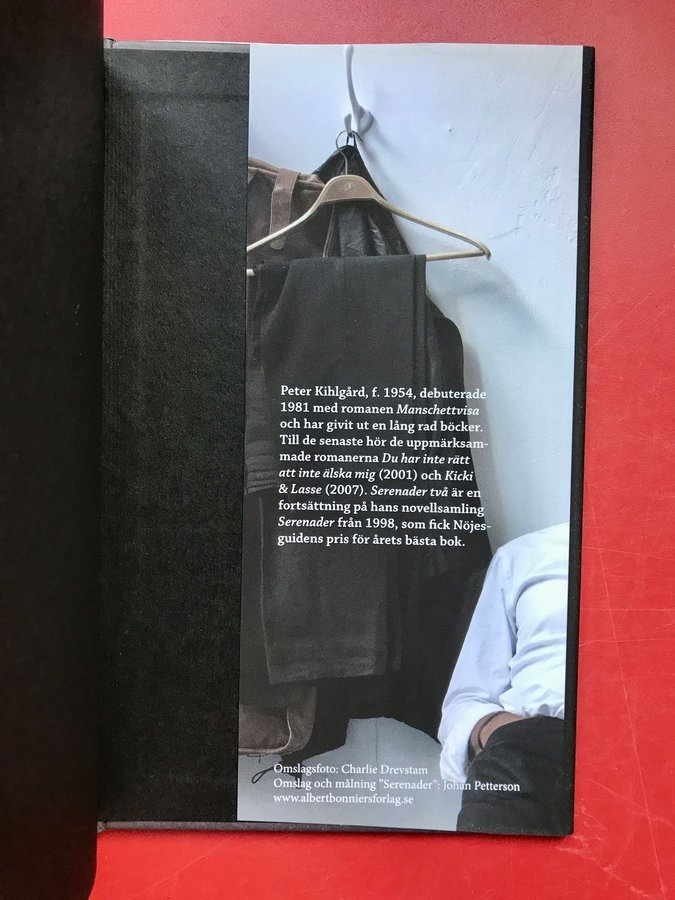 Peter Kihlgård, f. 1954, debuterade
1981 med romanen Manschettvisa
och har givit ut en lång rad böcker.
Till de senaste hör de uppmärksam-
made romanerna Du har inte rätt
att inte älska mig (2001) och Kicki
& Lasse (2007). Serenader två är en
fortsättning på hans novellsamling
Serenader från 1998, som fick Nöjes-
guidens pris för årets bästa bok.
Omslagsfoto: Charlie Drevstam
Omslag och målning ”Serenader”: Johan Petterson
www.albertbonniersforlag.se